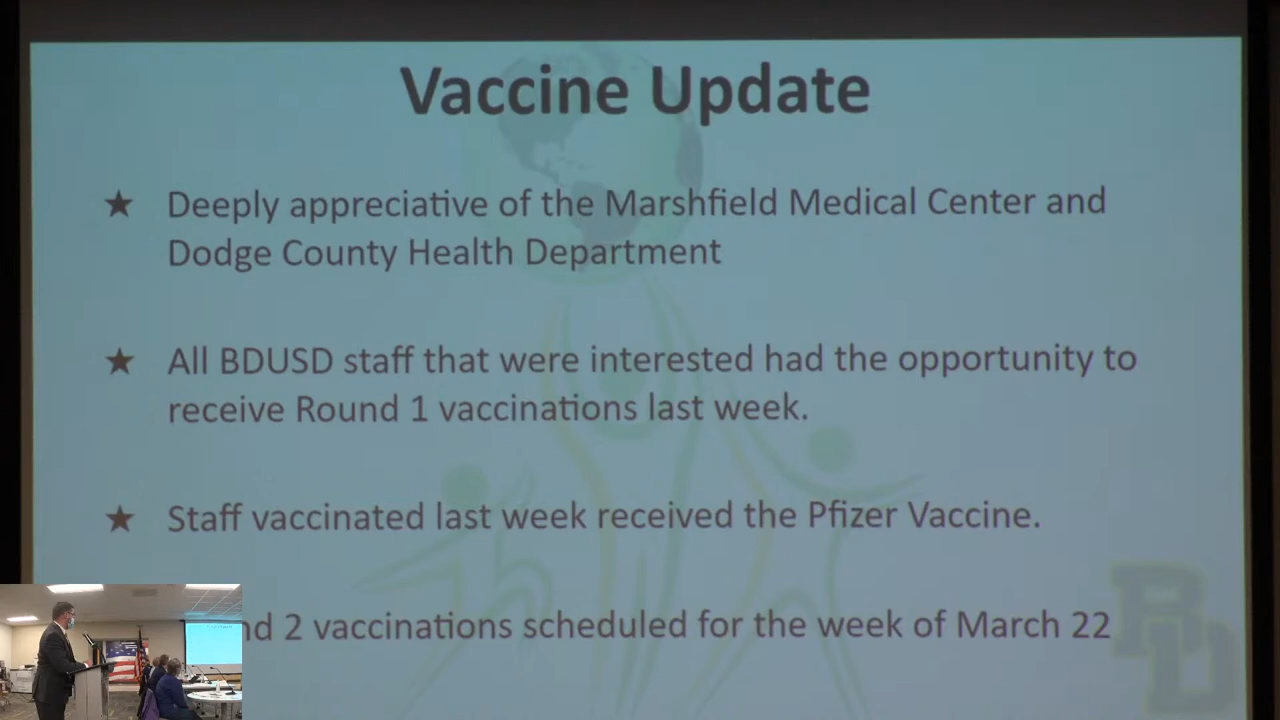 Vaccine Update
★ Deeply appreciative of the Marshfield Medical Center and
Dodge County Health Department
★ All BDUSD staff that were interested had the opportunity to
receive Round 1 vaccinations last week.
★ Staff vaccinated last week received the Pfizer Vaccine.
nd 2 vaccinations scheduled for the week of March 22
BD